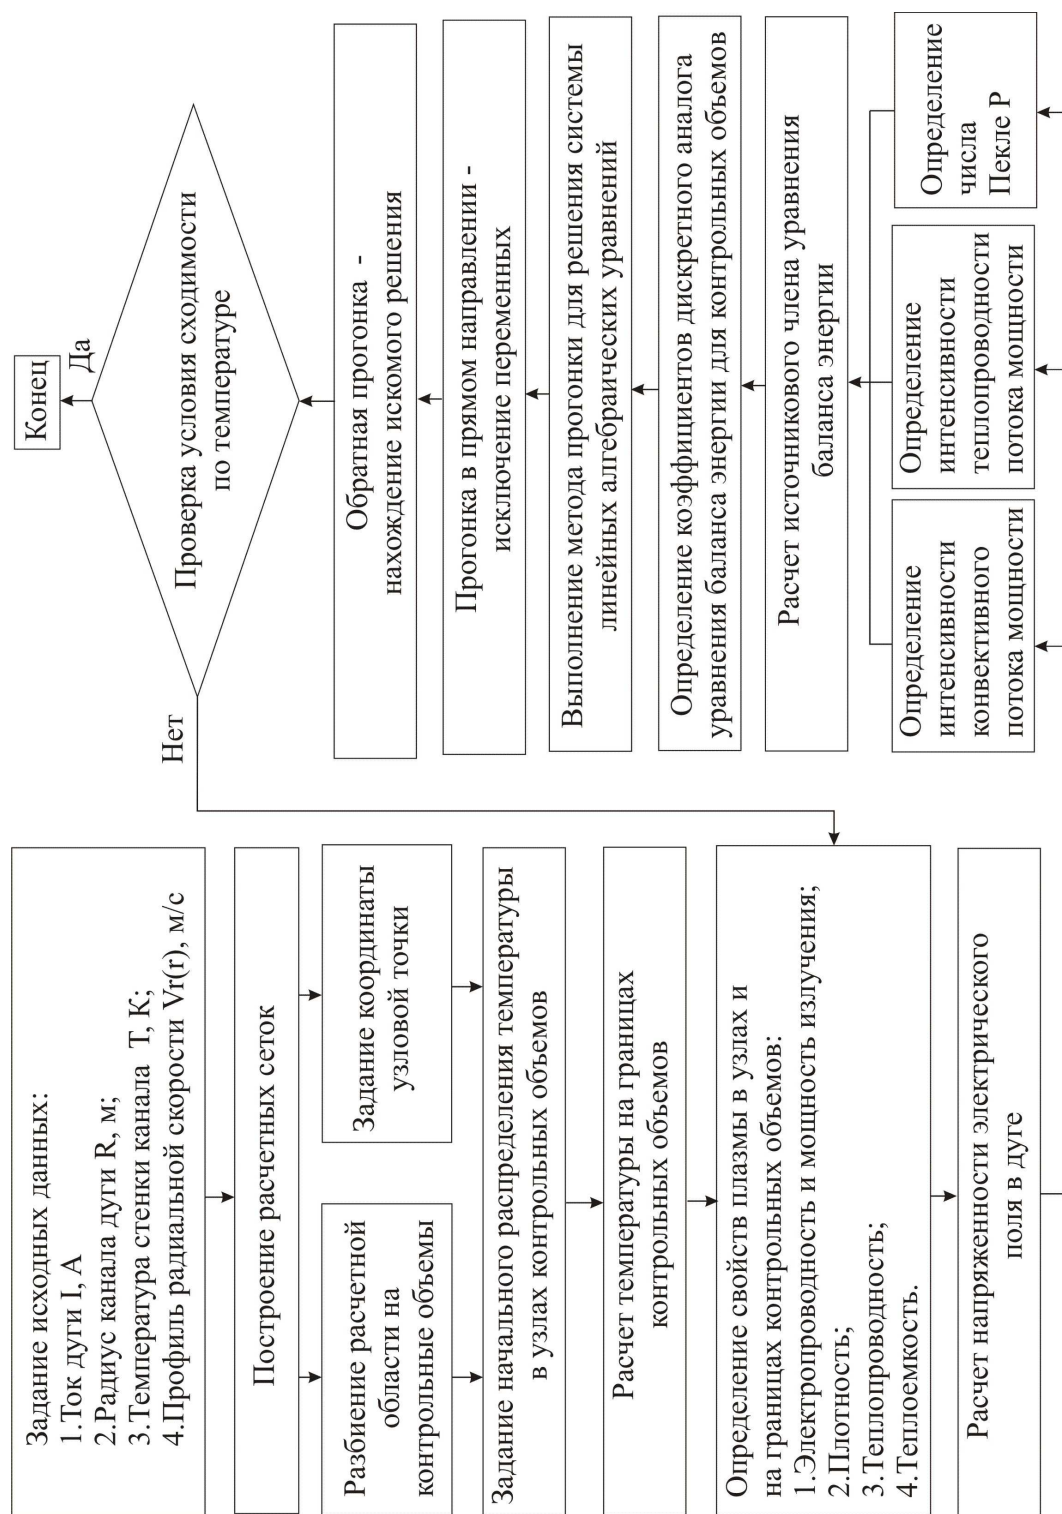 Задание исходных данных:
1.Ток дуги I, А
2.Радиус канала дуги R, м;
3.Температура стенки канала Т, К;
4.Профиль радиальной скорости Vr(r), м/с
Построение расчетных сеток
Разбиение расчетной
области на
контрольные объемы
Задание координаты
узловой точки
Задание начального распределения температуры
в узлах контрольных объемов
Расчет температуры на границах
контрольных объемов
Определение свойств плазмы в узлах и
на границах контрольных объемов:
1.Электропроводность и мощность излучения;
2.Плотность;
3.Теплопроводность;
4.Теплоемкость.
Расчет напряженности электрического
поля в дуге
Определение
интенсивности
конвективного
потока мощности
Определение
интенсивности
теплопроводности
потока мощности
Определение
числа
Пекле Р
Расчет источникового члена уравнения
баланса энергии
Определение коэффициентов дискретного аналога
уравнения баланса энергии для контрольных объемов
Выполнение метода прогонки для решения системы
линейных алгебраических уравнений
Прогонка в прямом направлении -
исключение переменных
Обратная прогонка -
нахождение искомого решения
Проверка условия сходимости
по температуре
Нет
Да
Конец